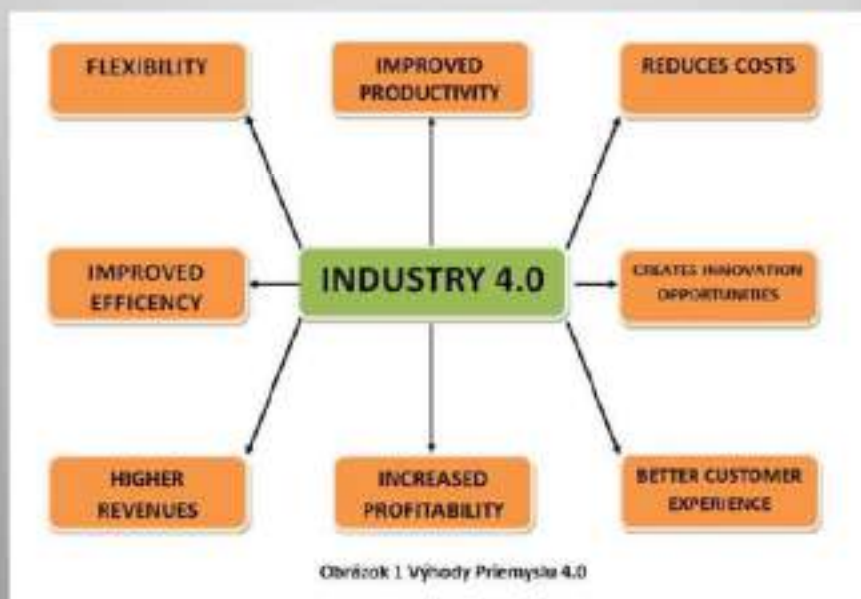 FLEXIBILITY
IMPROVED
PRODUCTIVITY
REDUCES COSTS
IMPROVED
EFFICENCY
INDUSTRY 4.0
CREATES INNOVATION
OPPORTUNITIES
HIGHER
REVENUES
INCREASED
PROFITABILITY
BETTER CUSTOMER
EXPERIENCE
Obrázok 1 Výhody Priemyslu 4.0